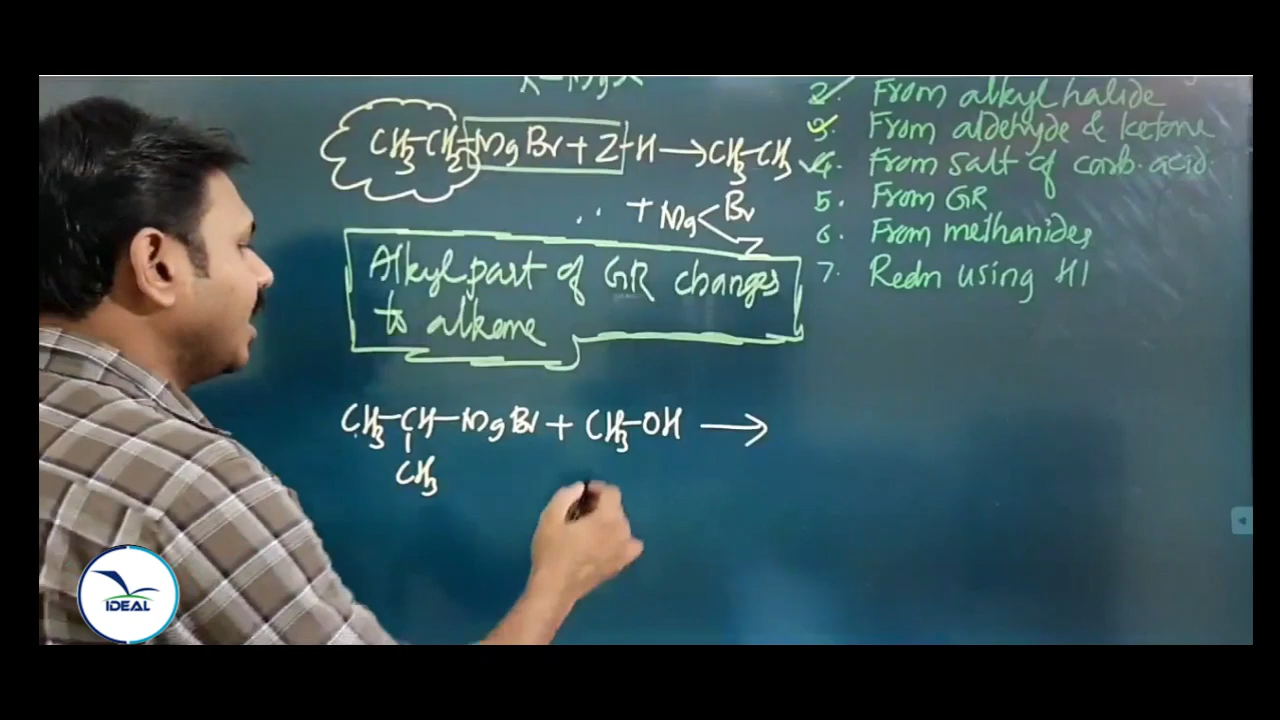 CH₃-CH₂-MgBr + Z-H → CH₃-CH₃
+ Mg<Br
Z
Alkyl part of GR changes
to alkane
CH₃-CH-MgBr + CH₃-OH →
CH₃
2. From alkyl halide
3. From aldehyde & ketone
4. From salt of carb. acid.
5. From GR
6. From methanides
7. Redn using HI
IDEAL